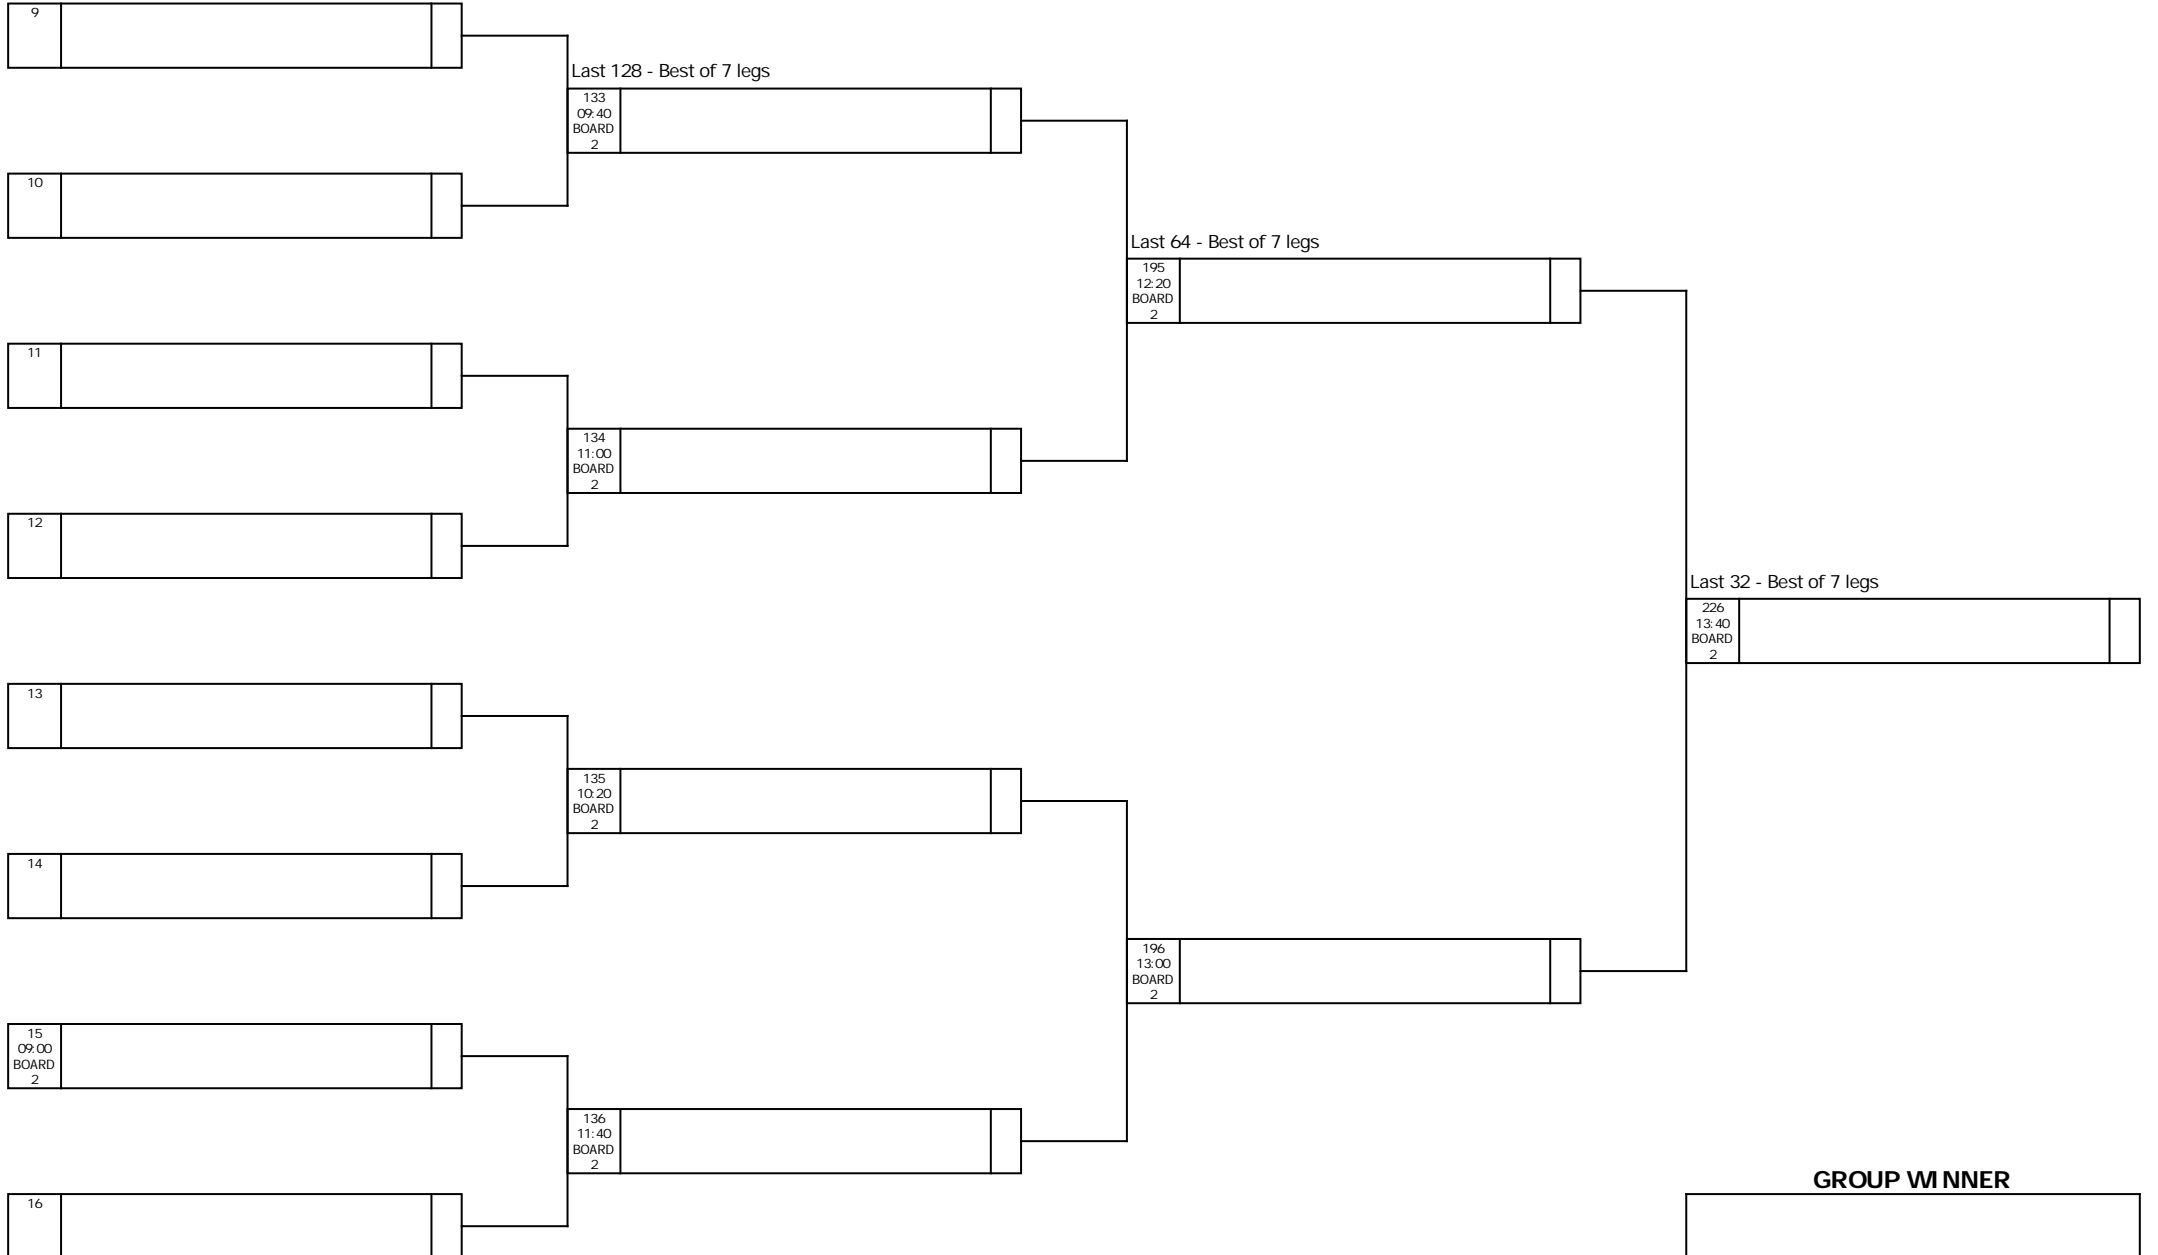 9
Last 128 - Best of 7 legs
133
09:40
BOARD
2
10
Last 64 - Best of 7 legs
195
12:20
BOARD
2
11
134
11:00
BOARD
2
12
Last 32 - Best of 7 legs
226
13:40
BOARD
2
13
135
10:20
BOARD
2
14
196
13:00
BOARD
2
15
09:00
BOARD
2
136
11:40
BOARD
2
GROUP WINNER
16